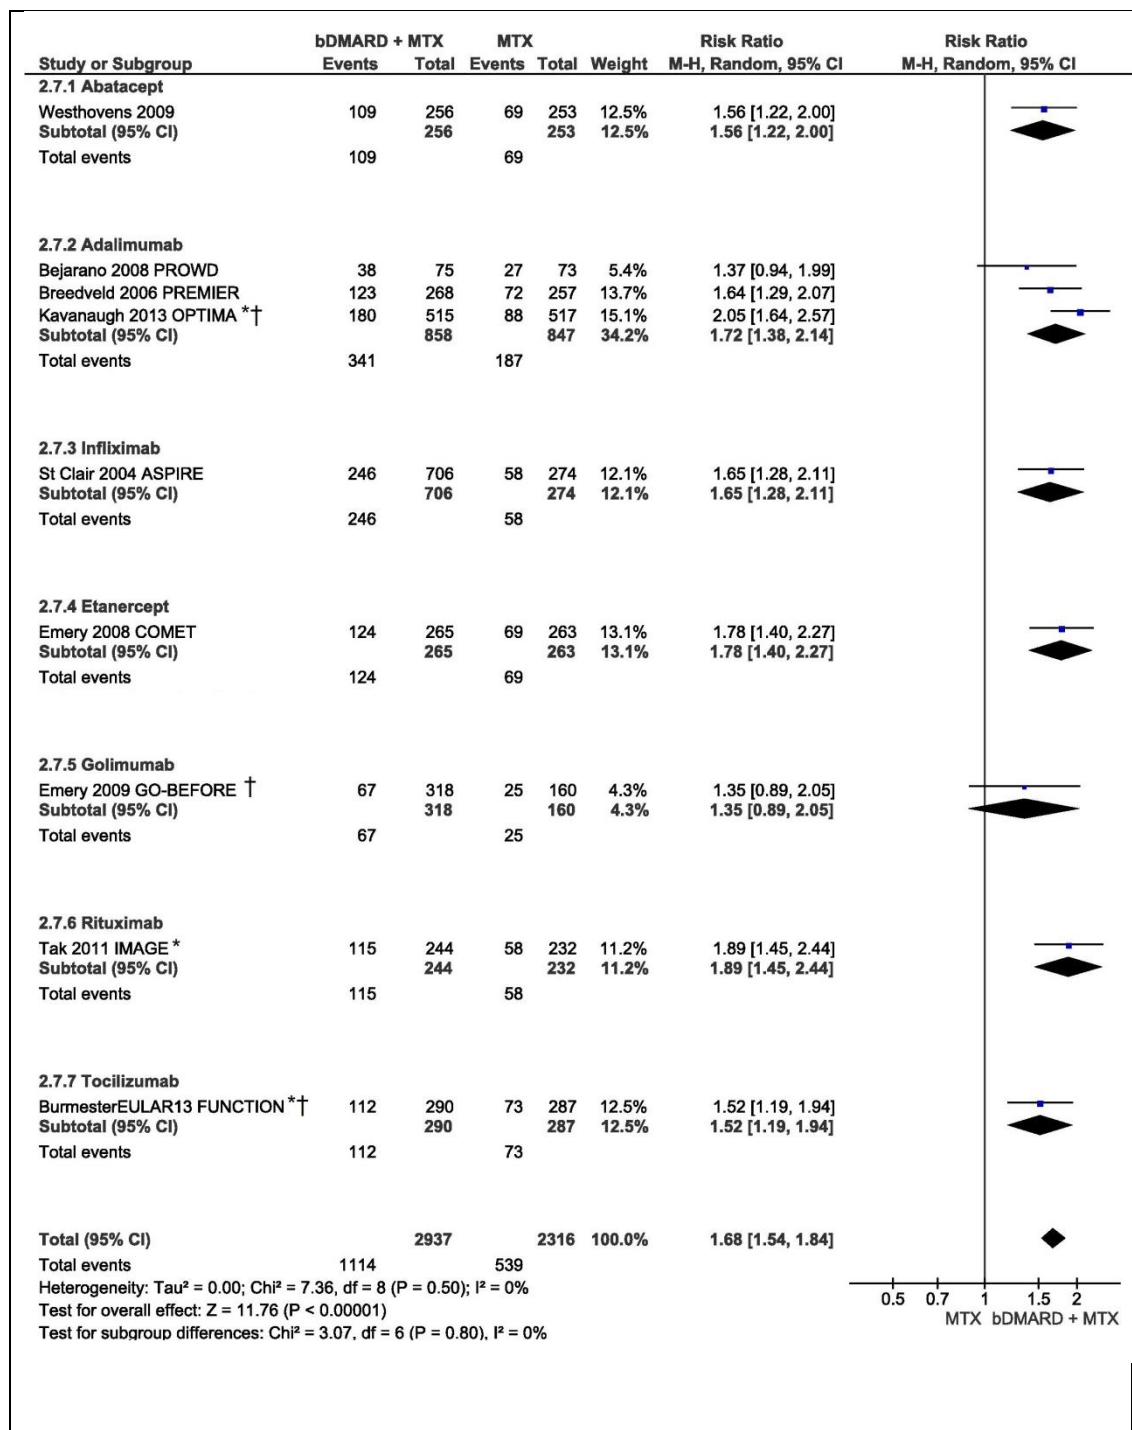 bDMARD + MTX MTX Risk Ratio Risk Ratio
Study or Subgroup Events Total Events Total Weight M-H, Random, 95% CI M-H, Random, 95% CI
2.7.1 Abatacept
Westhovens 2009 109 256 69 253 12.5% 1.56 [1.22, 2.00]
Subtotal (95% CI) 256 253 12.5% 1.56 [1.22, 2.00]
Total events 109 69
2.7.2 Adalimumab
Bejarano 2008 PROWD 38 75 27 73 5.4% 1.37 [0.94, 1.99]
Breedveld 2006 PREMIER 123 268 72 257 13.7% 1.64 [1.29, 2.07]
Kavanaugh 2013 OPTIMA *† 180 515 88 517 15.1% 2.05 [1.64, 2.57]
Subtotal (95% CI) 858 847 34.2% 1.72 [1.38, 2.14]
Total events 341 187
2.7.3 Infliximab
St Clair 2004 ASPIRE 246 706 58 274 12.1% 1.65 [1.28, 2.11]
Subtotal (95% CI) 706 274 12.1% 1.65 [1.28, 2.11]
Total events 246 58
2.7.4 Etanercept
Emery 2008 COMET 124 265 69 263 13.1% 1.78 [1.40, 2.27]
Subtotal (95% CI) 265 263 13.1% 1.78 [1.40, 2.27]
Total events 124 69
2.7.5 Golimumab
Emery 2009 GO-BEFORE † 67 318 25 160 4.3% 1.35 [0.89, 2.05]
Subtotal (95% CI) 318 160 4.3% 1.35 [0.89, 2.05]
Total events 67 25
2.7.6 Rituximab
Tak 2011 IMAGE * 115 244 58 232 11.2% 1.89 [1.45, 2.44]
Subtotal (95% CI) 244 232 11.2% 1.89 [1.45, 2.44]
Total events 115 58
2.7.7 Tocilizumab
BurmesterEULAR13 FUNCTION *† 112 290 73 287 12.5% 1.52 [1.19, 1.94]
Subtotal (95% CI) 290 287 12.5% 1.52 [1.19, 1.94]
Total events 112 73
Total (95% CI) 2937 2316 100.0% 1.68 [1.54, 1.84]
Total events 1114 539
Heterogeneity: Tau² = 0.00; Chi² = 7.36, df = 8 (P = 0.50); I² = 0%
Test for overall effect: Z = 11.76 (P < 0.00001)
Test for subgroup differences: Chi² = 3.07, df = 6 (P = 0.80), I² = 0%
0.5 0.7 1 1.5 2
MTX bDMARD + MTX